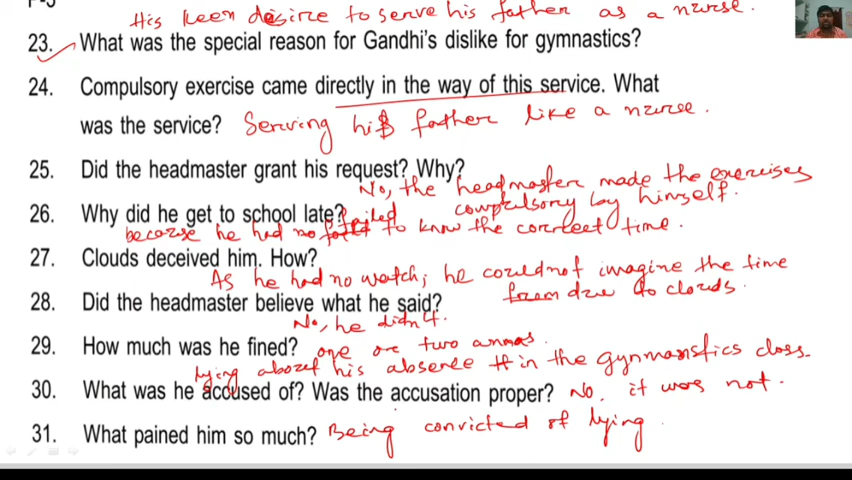 P-5
His keen desire to serve his father as a nurse.
23. What was the special reason for Gandhi's dislike for gymnastics?
24. Compulsory exercise came directly in the way of this service. What
was the service? Serving his father like a nurse.
25. Did the headmaster grant his request? Why?
No, the headmaster made the exercises
compulsory by himself.
26. Why did he get to school late?
because he had no failed to know the correct time.
27. Clouds deceived him. How?
As he had no watch, he could not imagine the time
from due to clouds.
28. Did the headmaster believe what he said?
No, he didn't.
29. How much was he fined? one or two annas.
lying about his absence in the gynmanstics class.
30. What was he accused of? Was the accusation proper? No, it was not.
31. What pained him so much? Being convicted of lying.